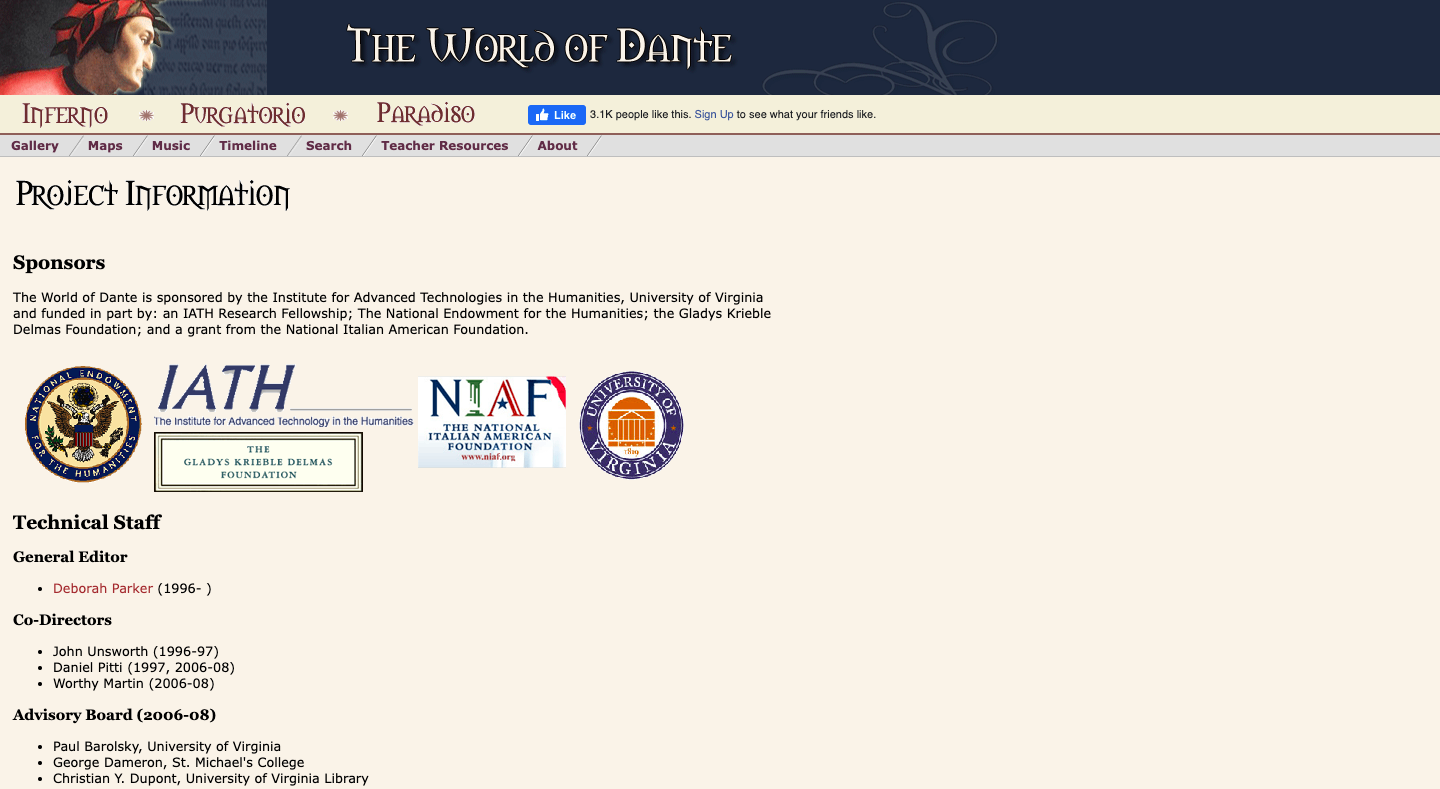 The World of Dante
Inferno
Purgatorio
Paradiso
Like
3.1K people like this. Sign Up to see what your friends like.
Gallery
Maps
Music
Timeline
Search
Teacher Resources
About
Project Information
Sponsors
The World of Dante is sponsored by the Institute for Advanced Technologies in the Humanities, University of Virginia
and funded in part by: an IATH Research Fellowship; The National Endowment for the Humanities; the Gladys Krieble
Delmas Foundation; and a grant from the National Italian American Foundation.
NATIONAL ENDOWMENT FOR THE HUMANITIES
IATH
The Institute for Advanced Technology in the Humanities
THE
GLADYS KRIEBLE DELMAS
FOUNDATION
NIAF
THE NATIONAL
ITALIAN AMERICAN
FOUNDATION
www.niaf.org
UNIVERSITY OF VIRGINIA
1819
Technical Staff
General Editor
• Deborah Parker (1996- )
Co-Directors
• John Unsworth (1996-97)
• Daniel Pitti (1997, 2006-08)
• Worthy Martin (2006-08)
Advisory Board (2006-08)
• Paul Barolsky, University of Virginia
• George Dameron, St. Michael's College
• Christian Y. Dupont, University of Virginia Library